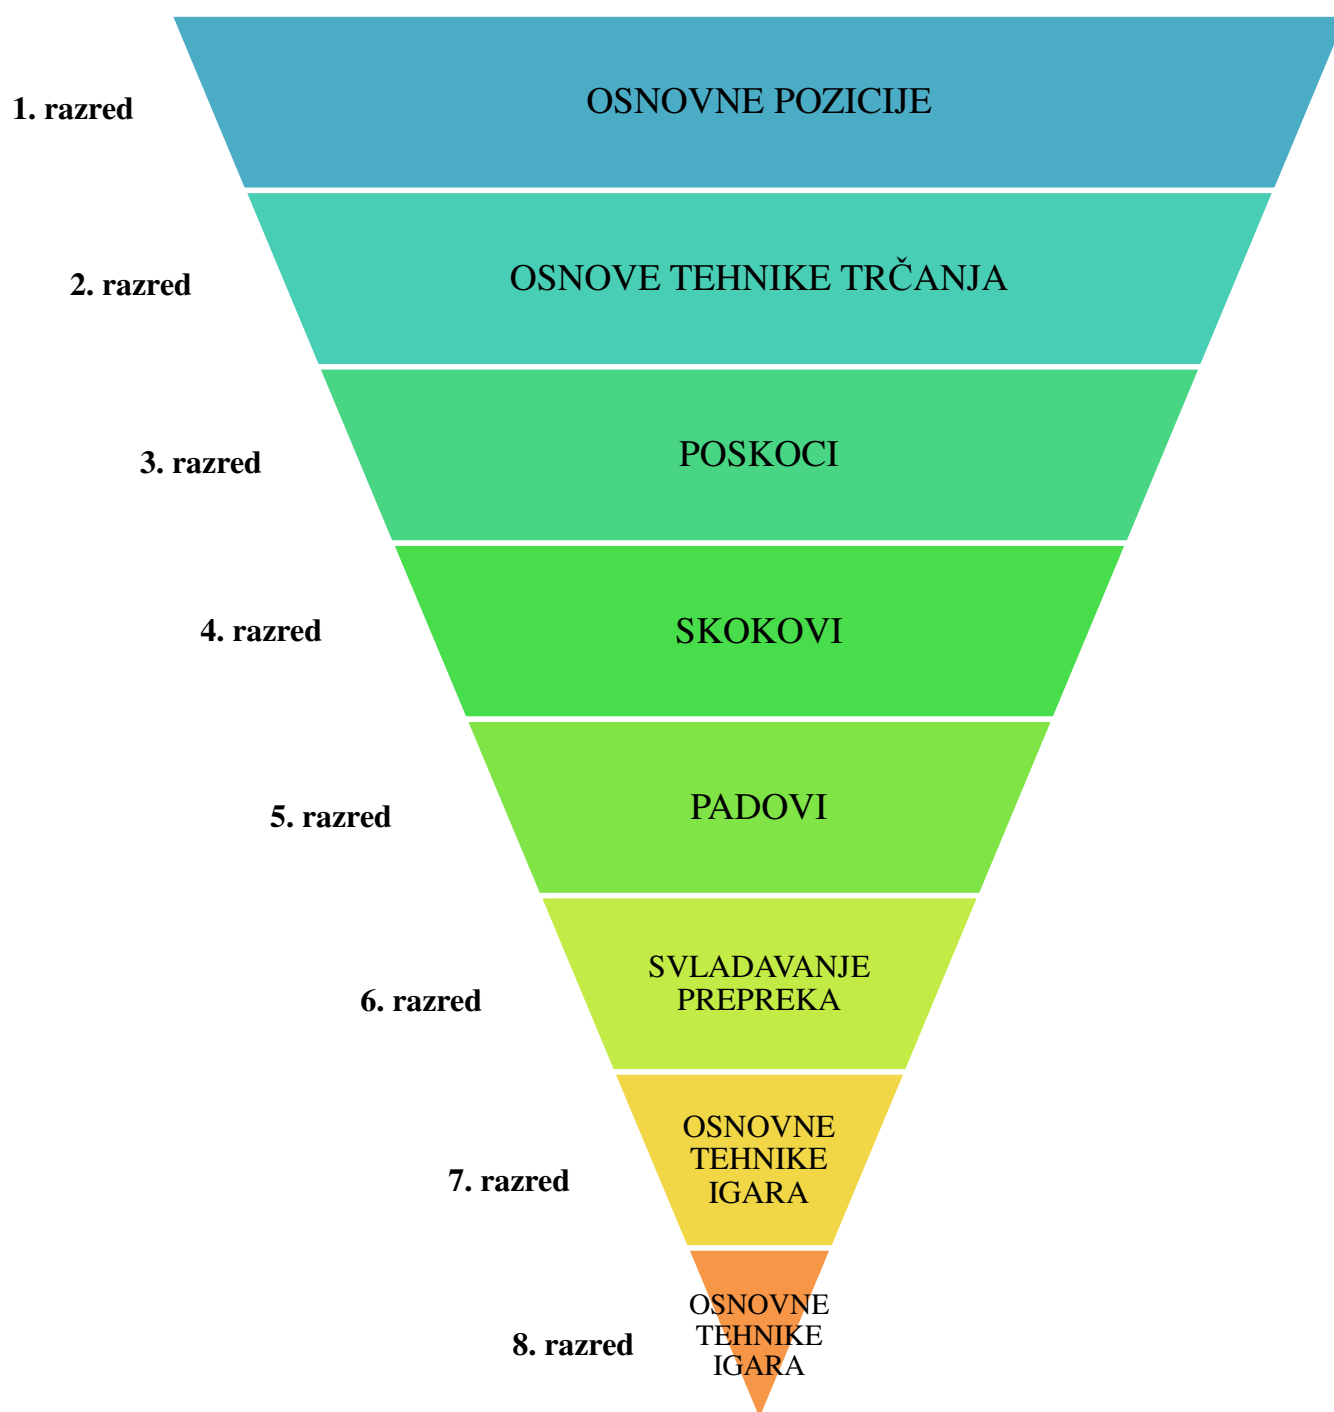 1. razred
OSNOVNE POZICIJE
2. razred
OSNOVE TEHNIKE TRČANJA
3. razred
POSKOCI
4. razred
SKOKOVI
5. razred
PADOVI
6. razred
SVLADAVANJE
PREPREKA
7. razred
OSNOVNE
TEHNIKE
IGARA
8. razred
OSNOVNE
TEHNIKE
IGARA